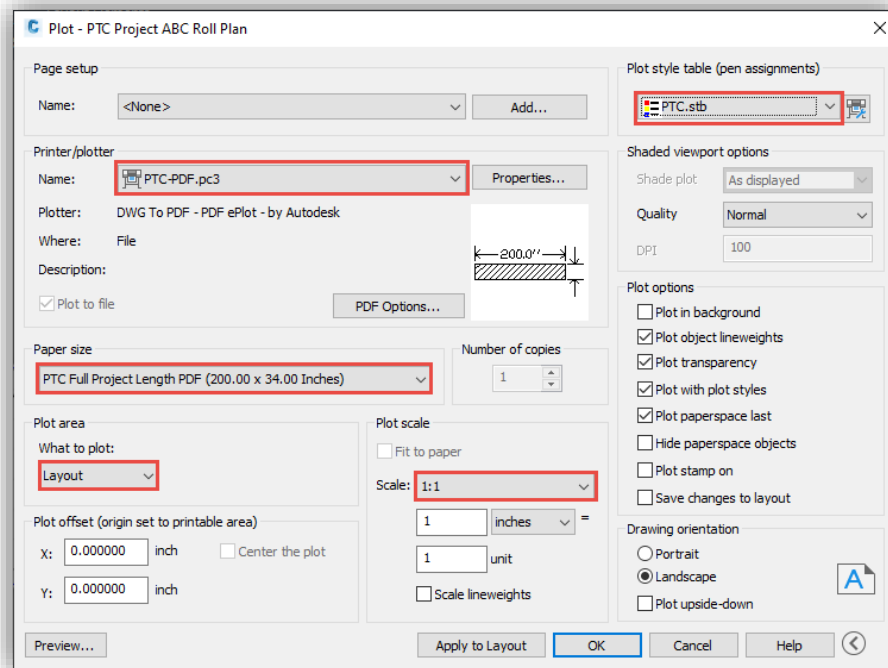 Plot - PTC Project ABC Roll Plan
Page setup
Name:
<None>
Add...
Plot style table (pen assignments)
PTC.stb
Printer/plotter
Name:
PTC-PDF.pc3
Properties...
Plotter:
DWG To PDF - PDF ePlot - by Autodesk
Where:
File
Description:
Plot to file
PDF Options...
200.0''
Shaded viewport options
Shade plot
As displayed
Quality
Normal
DPI
100
Paper size
PTC Full Project Length PDF (200.00 x 34.00 Inches)
Number of copies
1
Plot options
Plot in background
Plot object lineweights
Plot transparency
Plot with plot styles
Plot paperspace last
Hide paperspace objects
Plot stamp on
Save changes to layout
Plot area
What to plot:
Layout
Plot scale
Fit to paper
Scale:
1:1
1
inches
=
1
unit
Scale lineweights
Plot offset (origin set to printable area)
X:
0.000000
inch
Center the plot
Y:
0.000000
inch
Drawing orientation
Portrait
Landscape
Plot upside-down
A
Preview...
Apply to Layout
OK
Cancel
Help